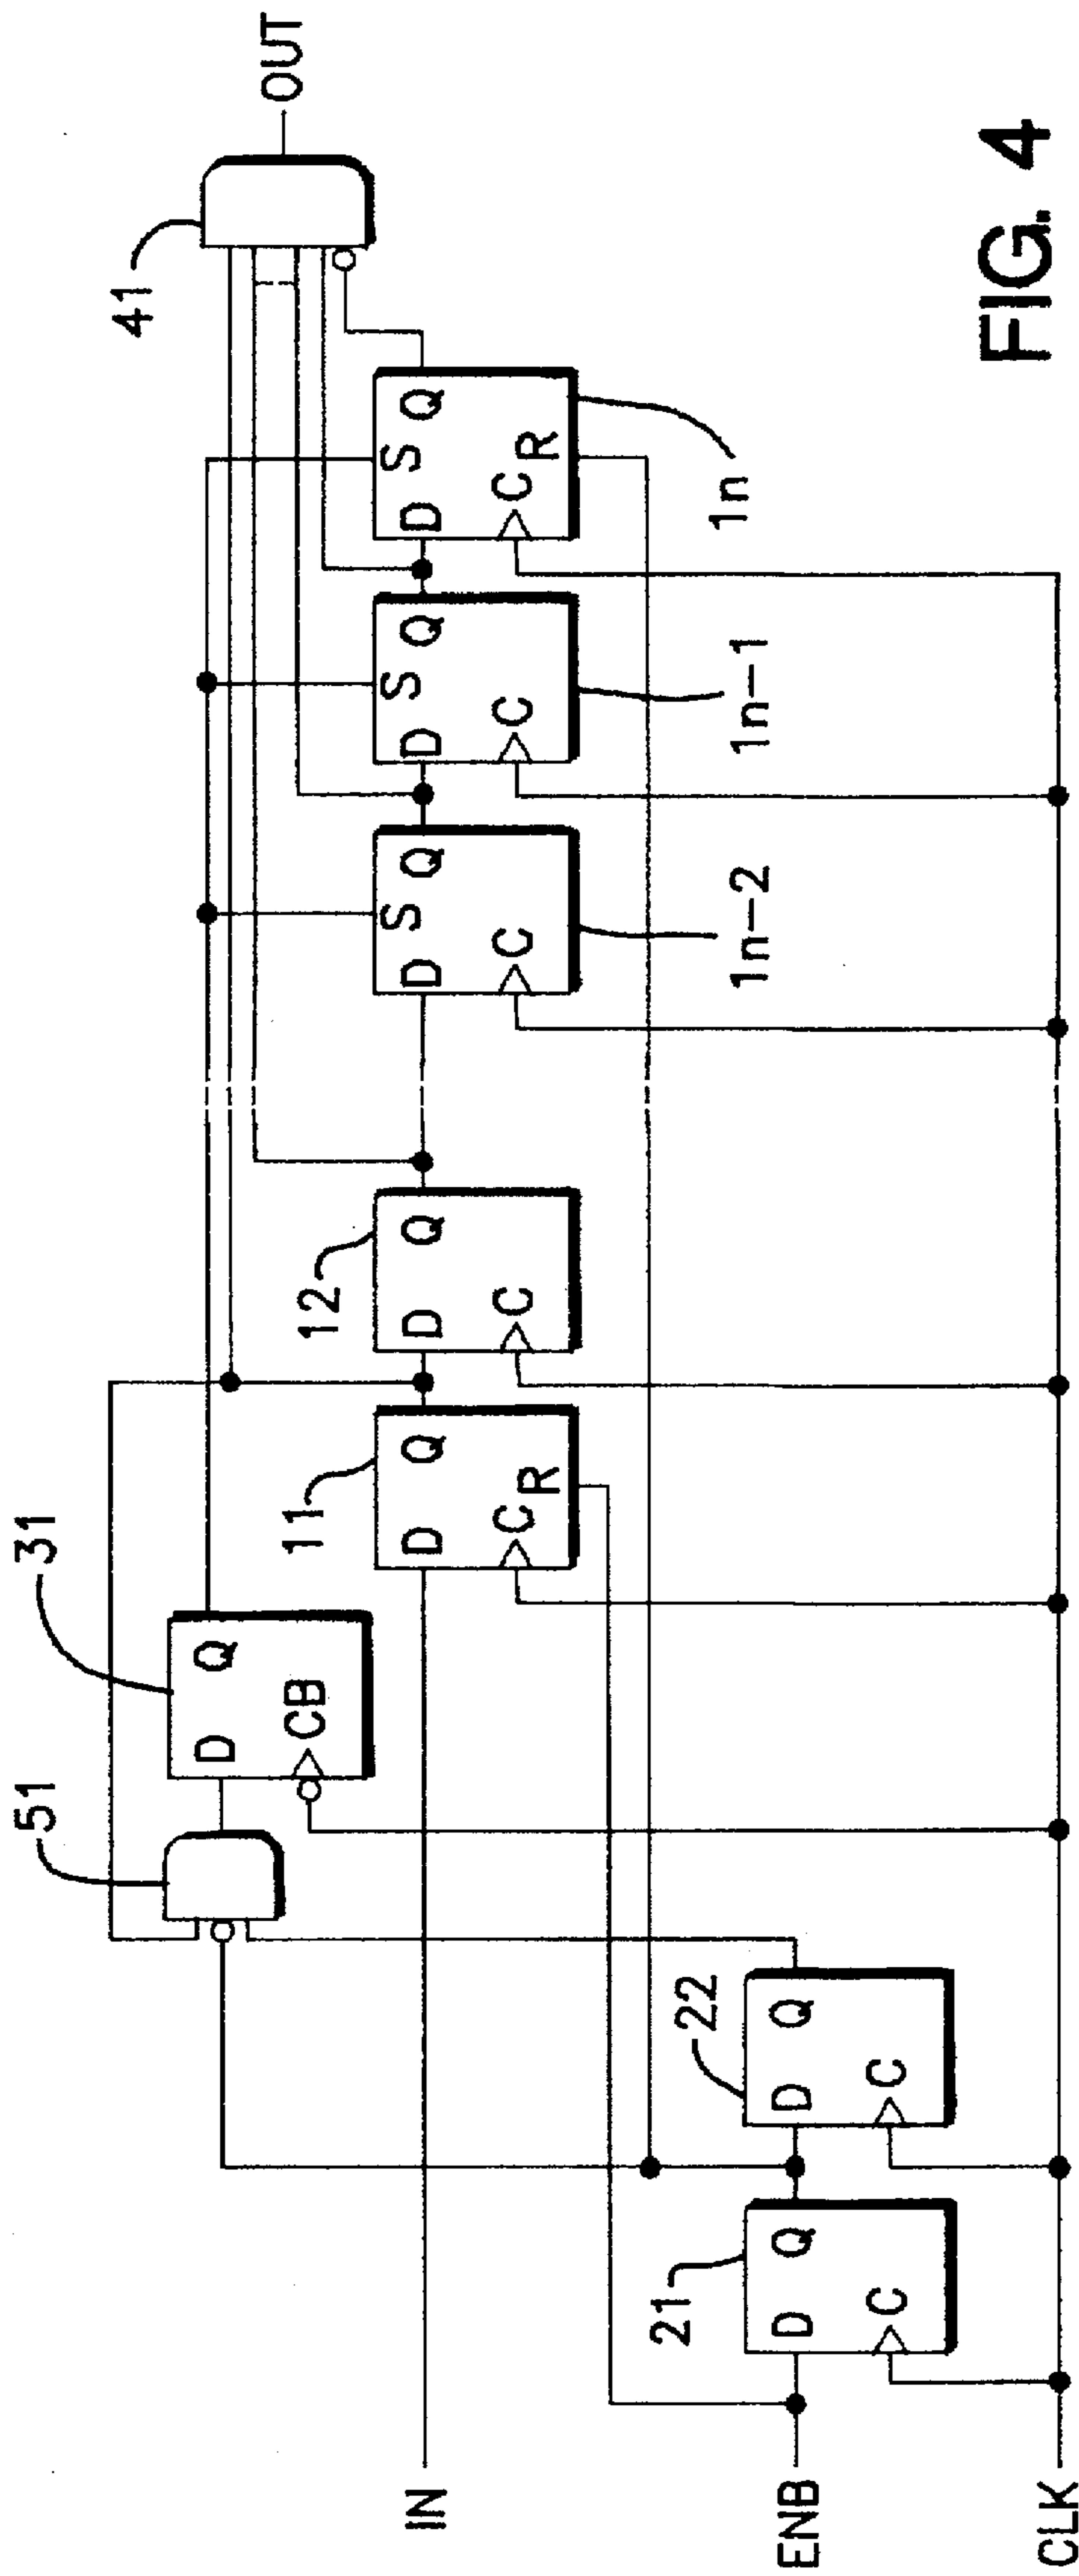 OUT
41
S
D Q
C
R
1n
S
D Q
C
1n-1
S
D Q
C
1n-2
12
D Q
C
11
D Q
C
R
31
D Q
CB
51
22
D Q
C
21
D Q
C
IN
ENB
CLK
FIG. 4